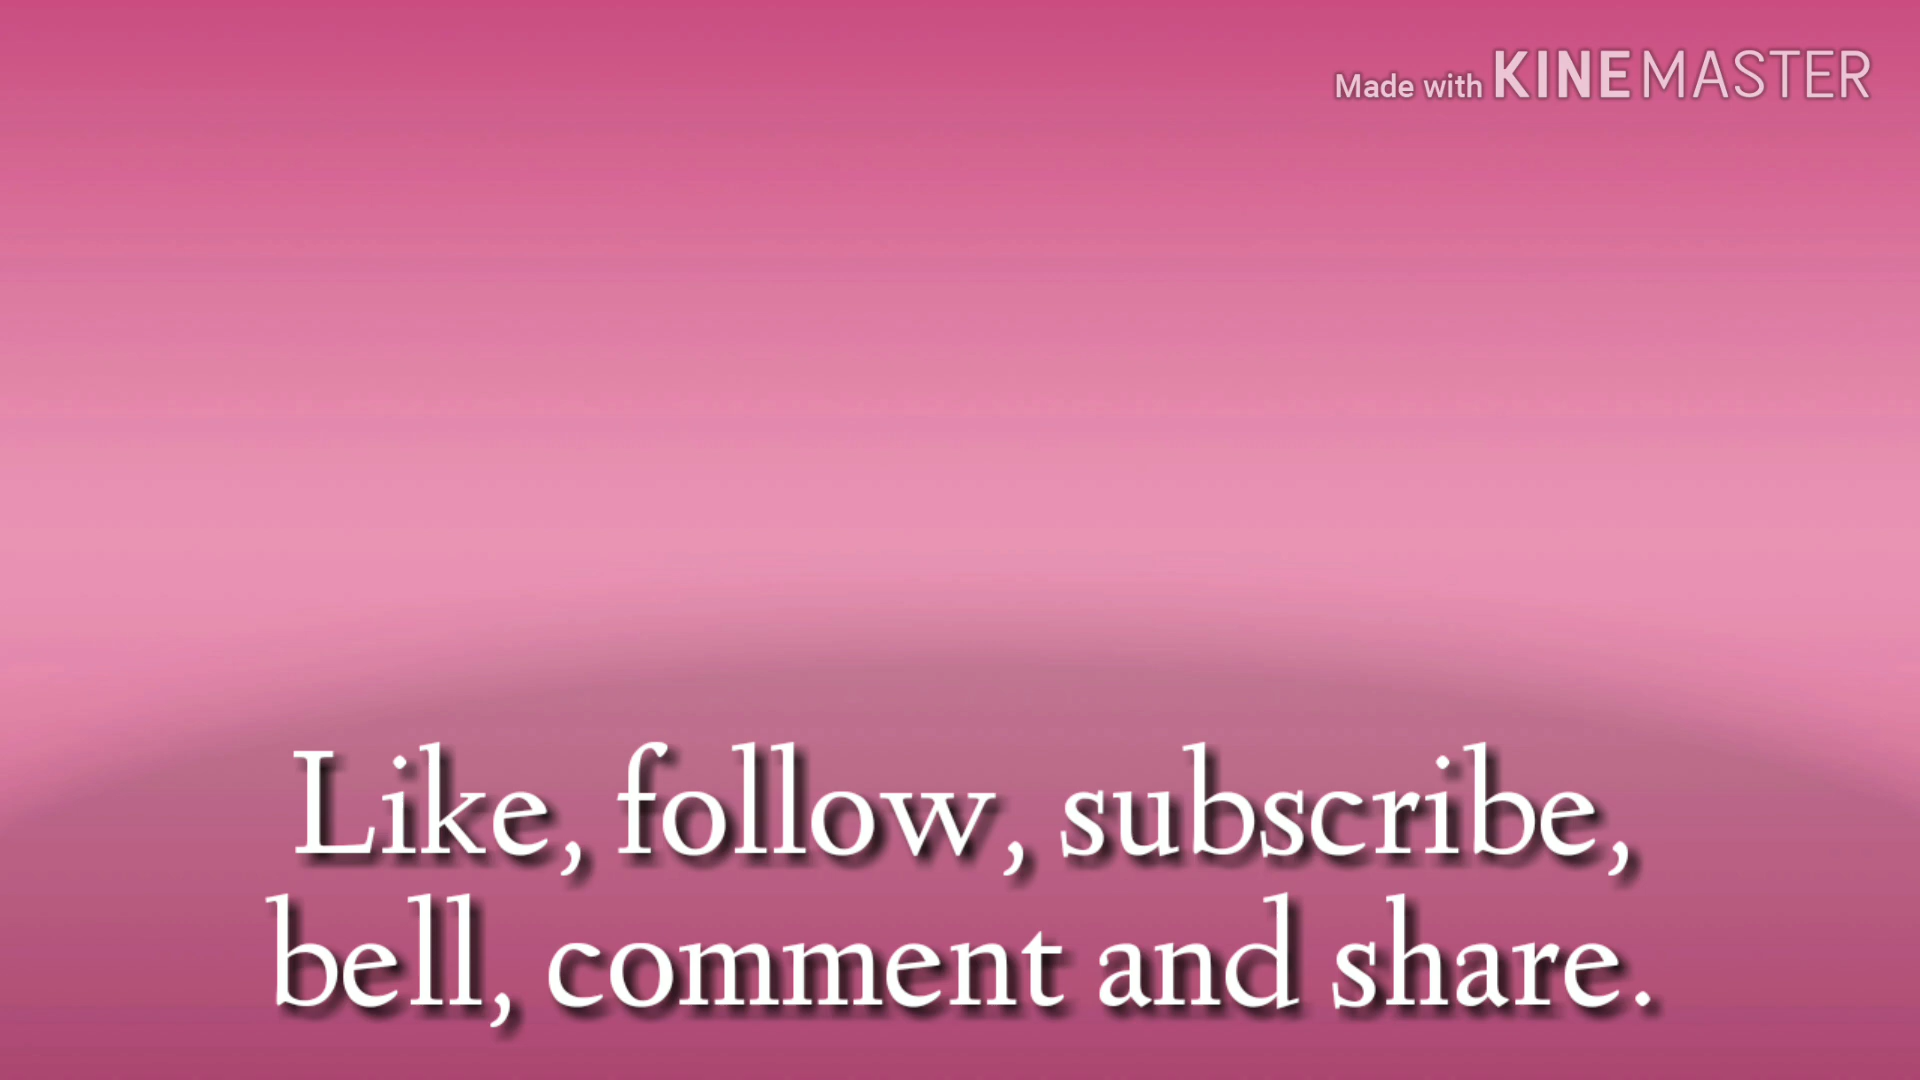 Made with KINEMASTER
Like, follow, subscribe,
bell, comment and share.